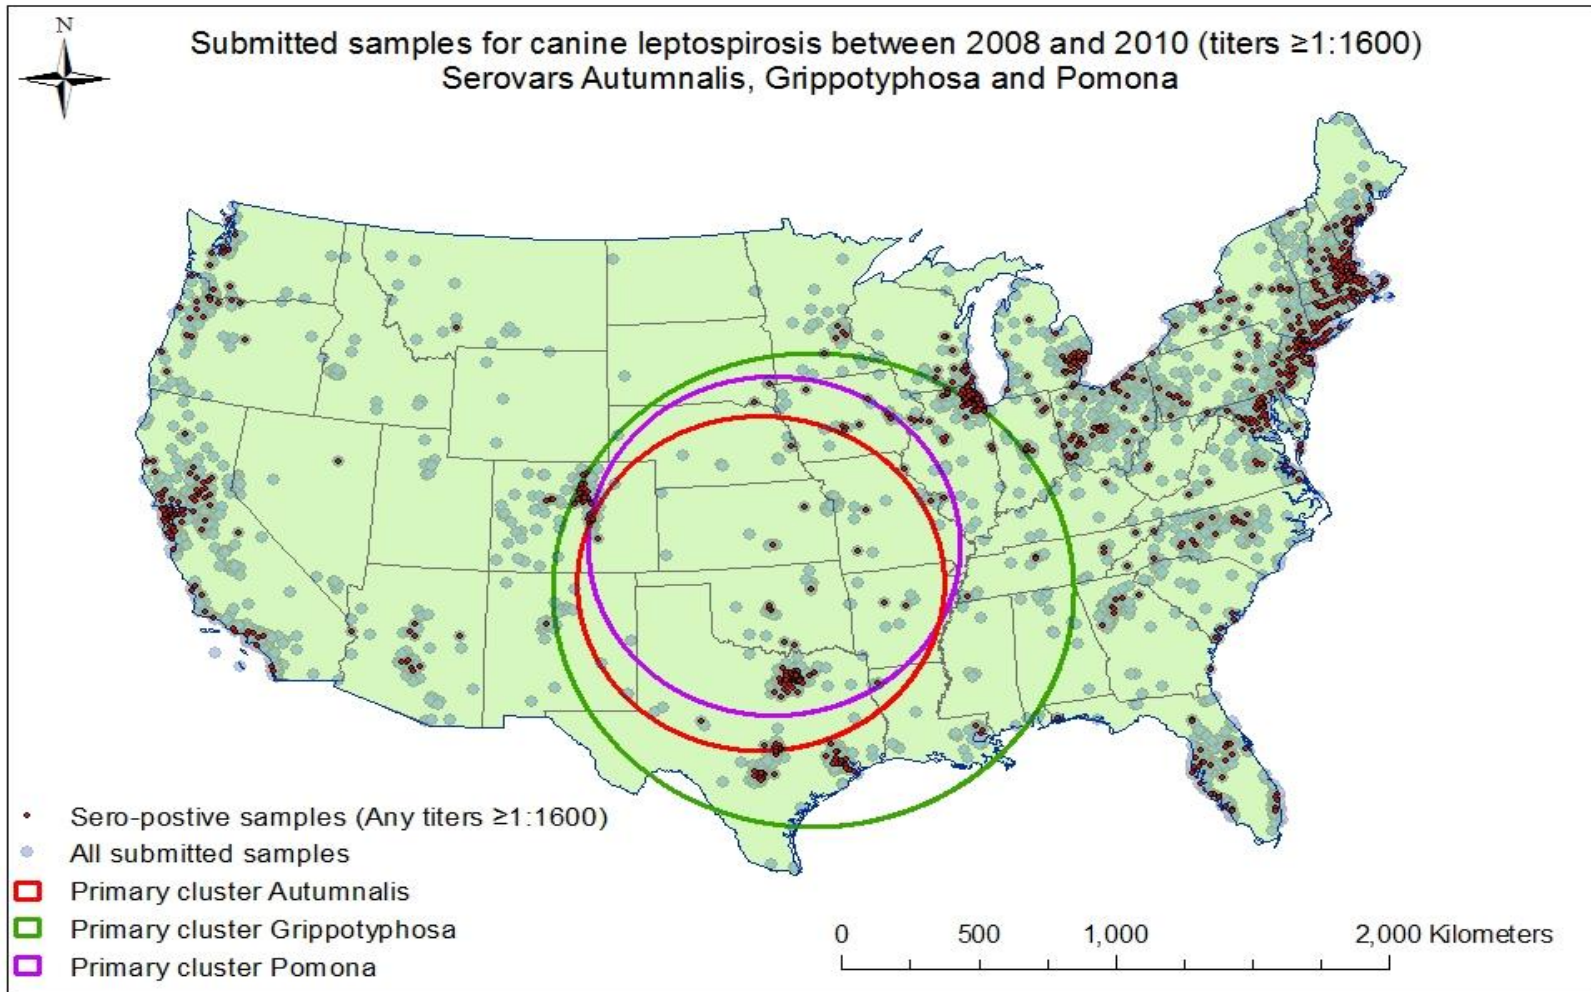 N
Submitted samples for canine leptospirosis between 2008 and 2010 (titers ≥1:1600)
Serovars Autumnalis, Grippotyphosa and Pomona
Sero-postive samples (Any titers ≥1:1600)
All submitted samples
Primary cluster Autumnalis
Primary cluster Grippotyphosa
Primary cluster Pomona
0 500 1,000 2,000 Kilometers